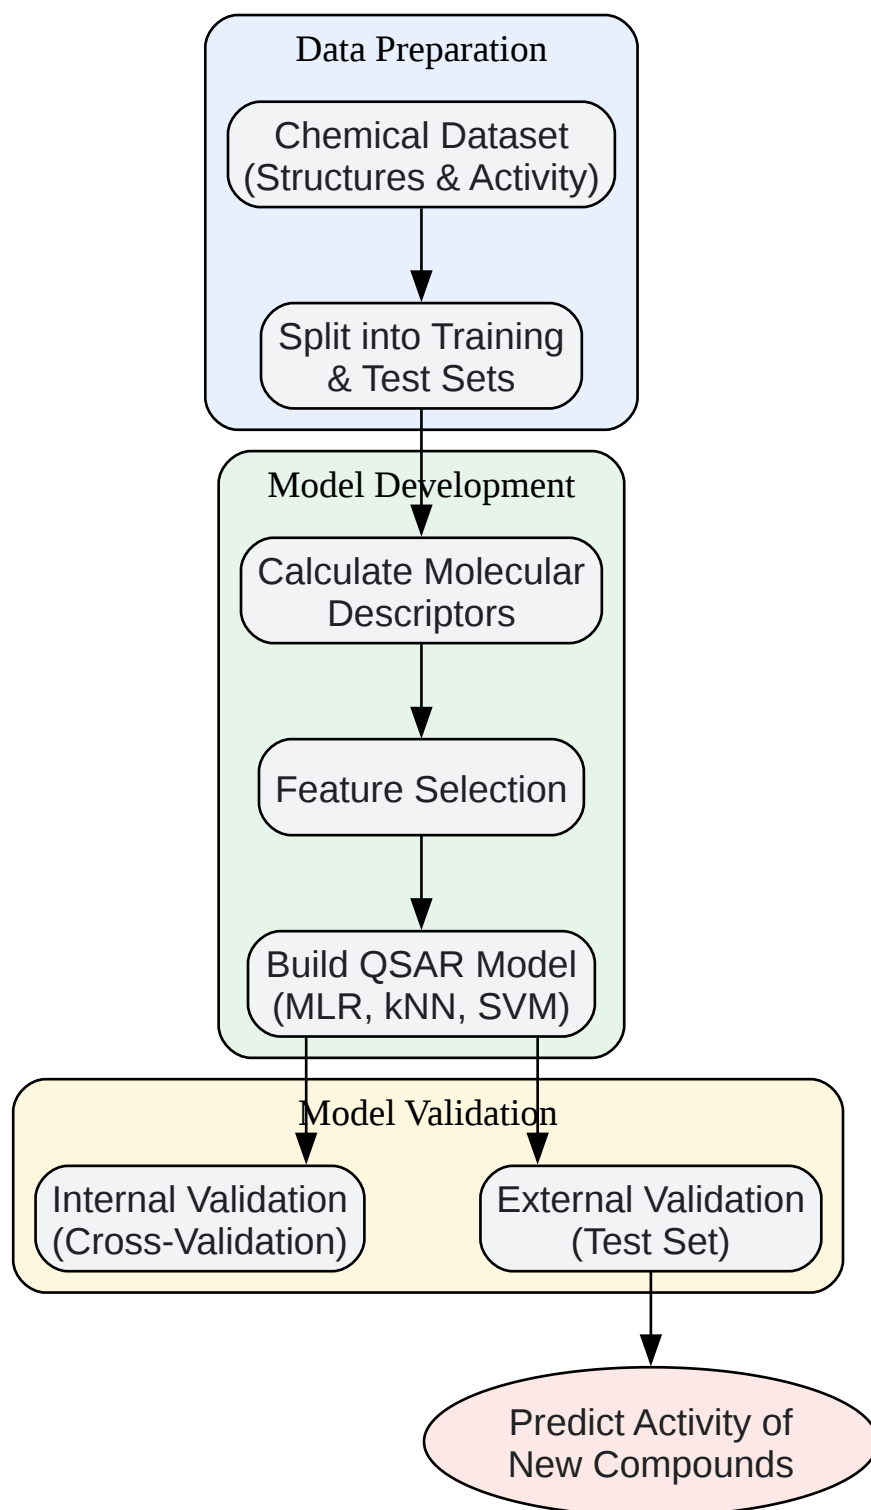 Data Preparation
Chemical Dataset
(Structures & Activity)
Split into Training
& Test Sets
Model Development
Calculate Molecular
Descriptors
Feature Selection
Build QSAR Model
(MLR, kNN, SVM)
Model Validation
Internal Validation
(Cross-Validation)
External Validation
(Test Set)
Predict Activity of
New Compounds